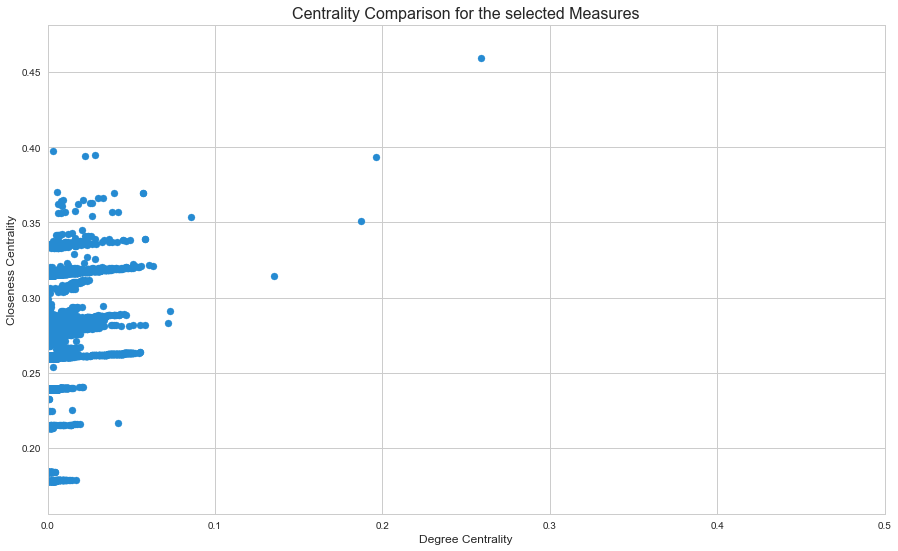 Centrality Comparison for the selected Measures
0.45
0.40
0.35
0.30
0.25
0.20
Closeness Centrality
0.0 0.1 0.2 0.3 0.4 0.5
Degree Centrality